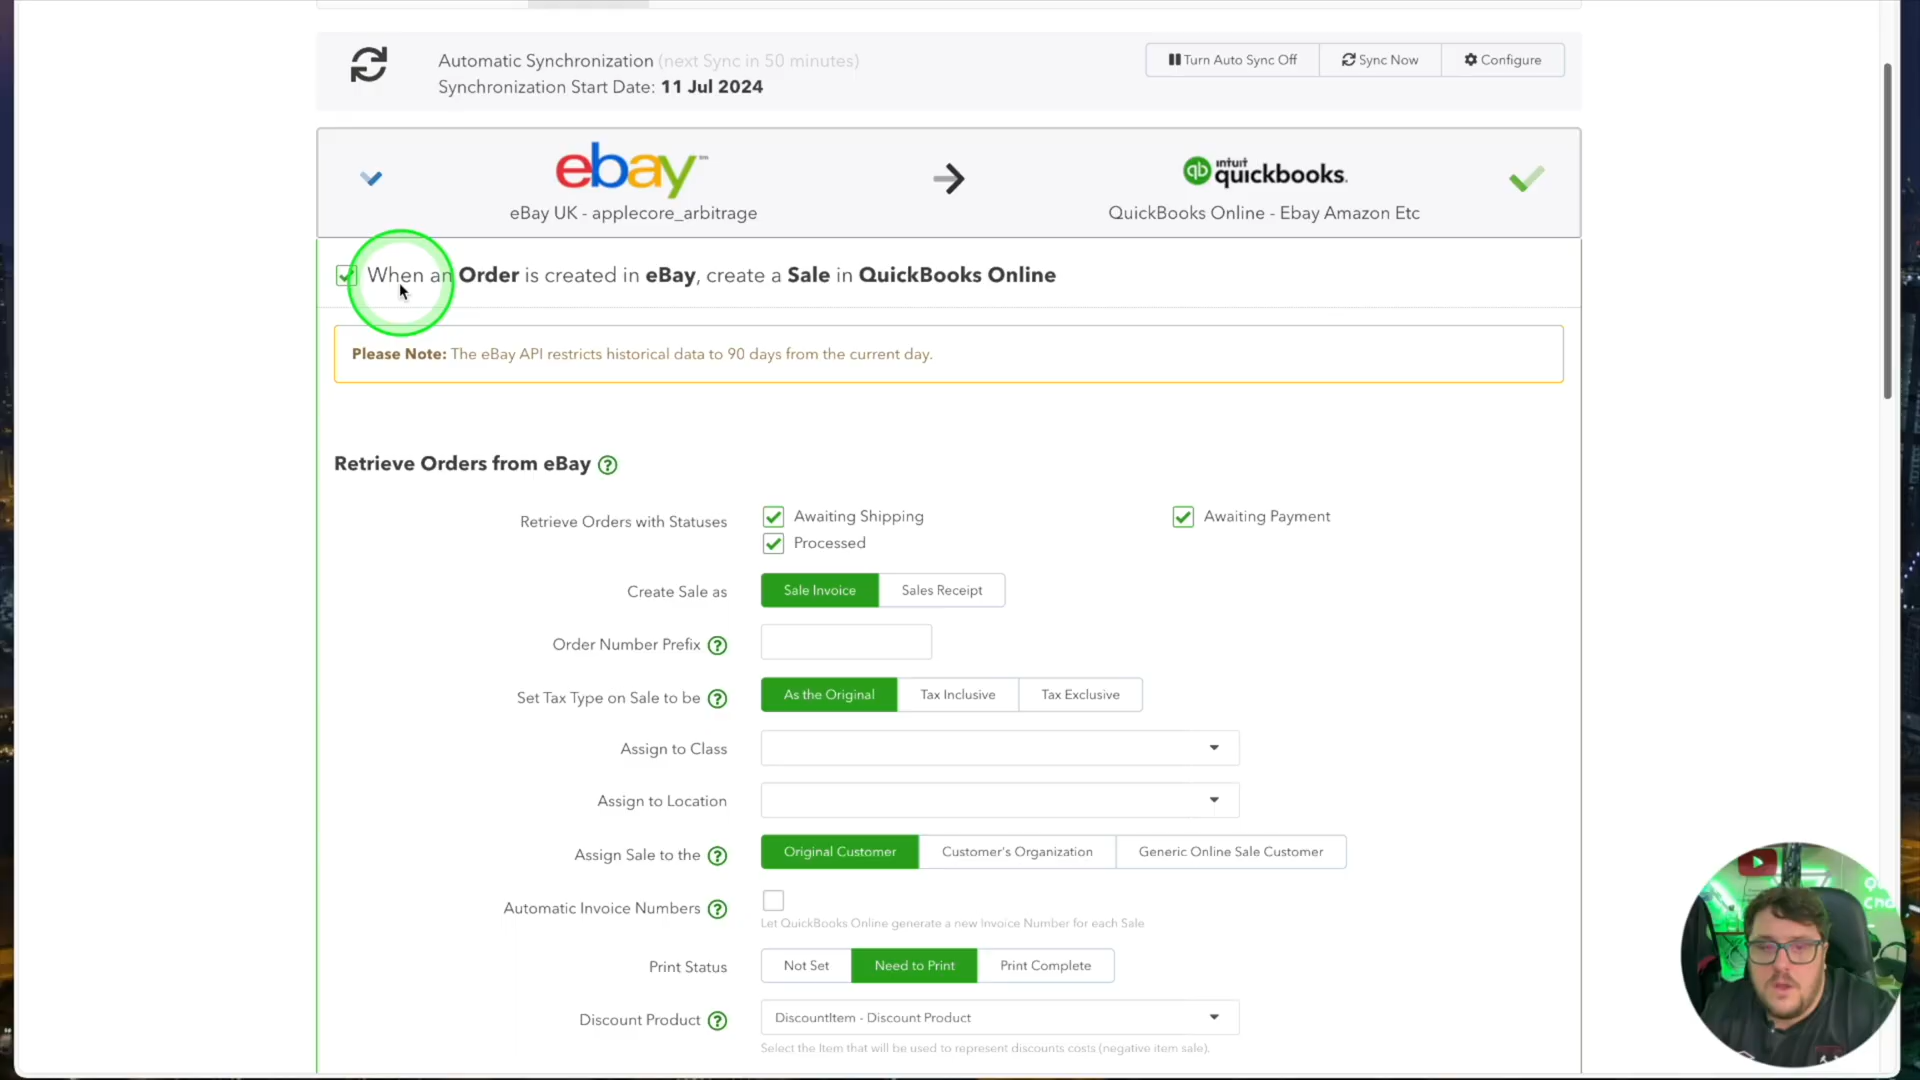 Automatic Synchronization (next Sync in 50 minutes)
Synchronization Start Date: 11 Jul 2024
Turn Auto Sync Off
Sync Now
Configure
ebay™
eBay UK - applecore_arbitrage
qb intuit quickbooks.
QuickBooks Online - Ebay Amazon Etc
When an Order is created in eBay, create a Sale in QuickBooks Online
Please Note: The eBay API restricts historical data to 90 days from the current day.
Retrieve Orders from eBay ?
Retrieve Orders with Statuses
Awaiting Shipping
Awaiting Payment
Processed
Create Sale as
Sale Invoice
Sales Receipt
Order Number Prefix ?
Set Tax Type on Sale to be ?
As the Original
Tax Inclusive
Tax Exclusive
Assign to Class
Assign to Location
Assign Sale to the ?
Original Customer
Customer's Organization
Generic Online Sale Customer
Automatic Invoice Numbers ?
Let QuickBooks Online generate a new Invoice Number for each Sale
Print Status
Not Set
Need to Print
Print Complete
Discount Product ?
DiscountItem - Discount Product
Select the Item that will be used to represent discounts costs (negative item sale).